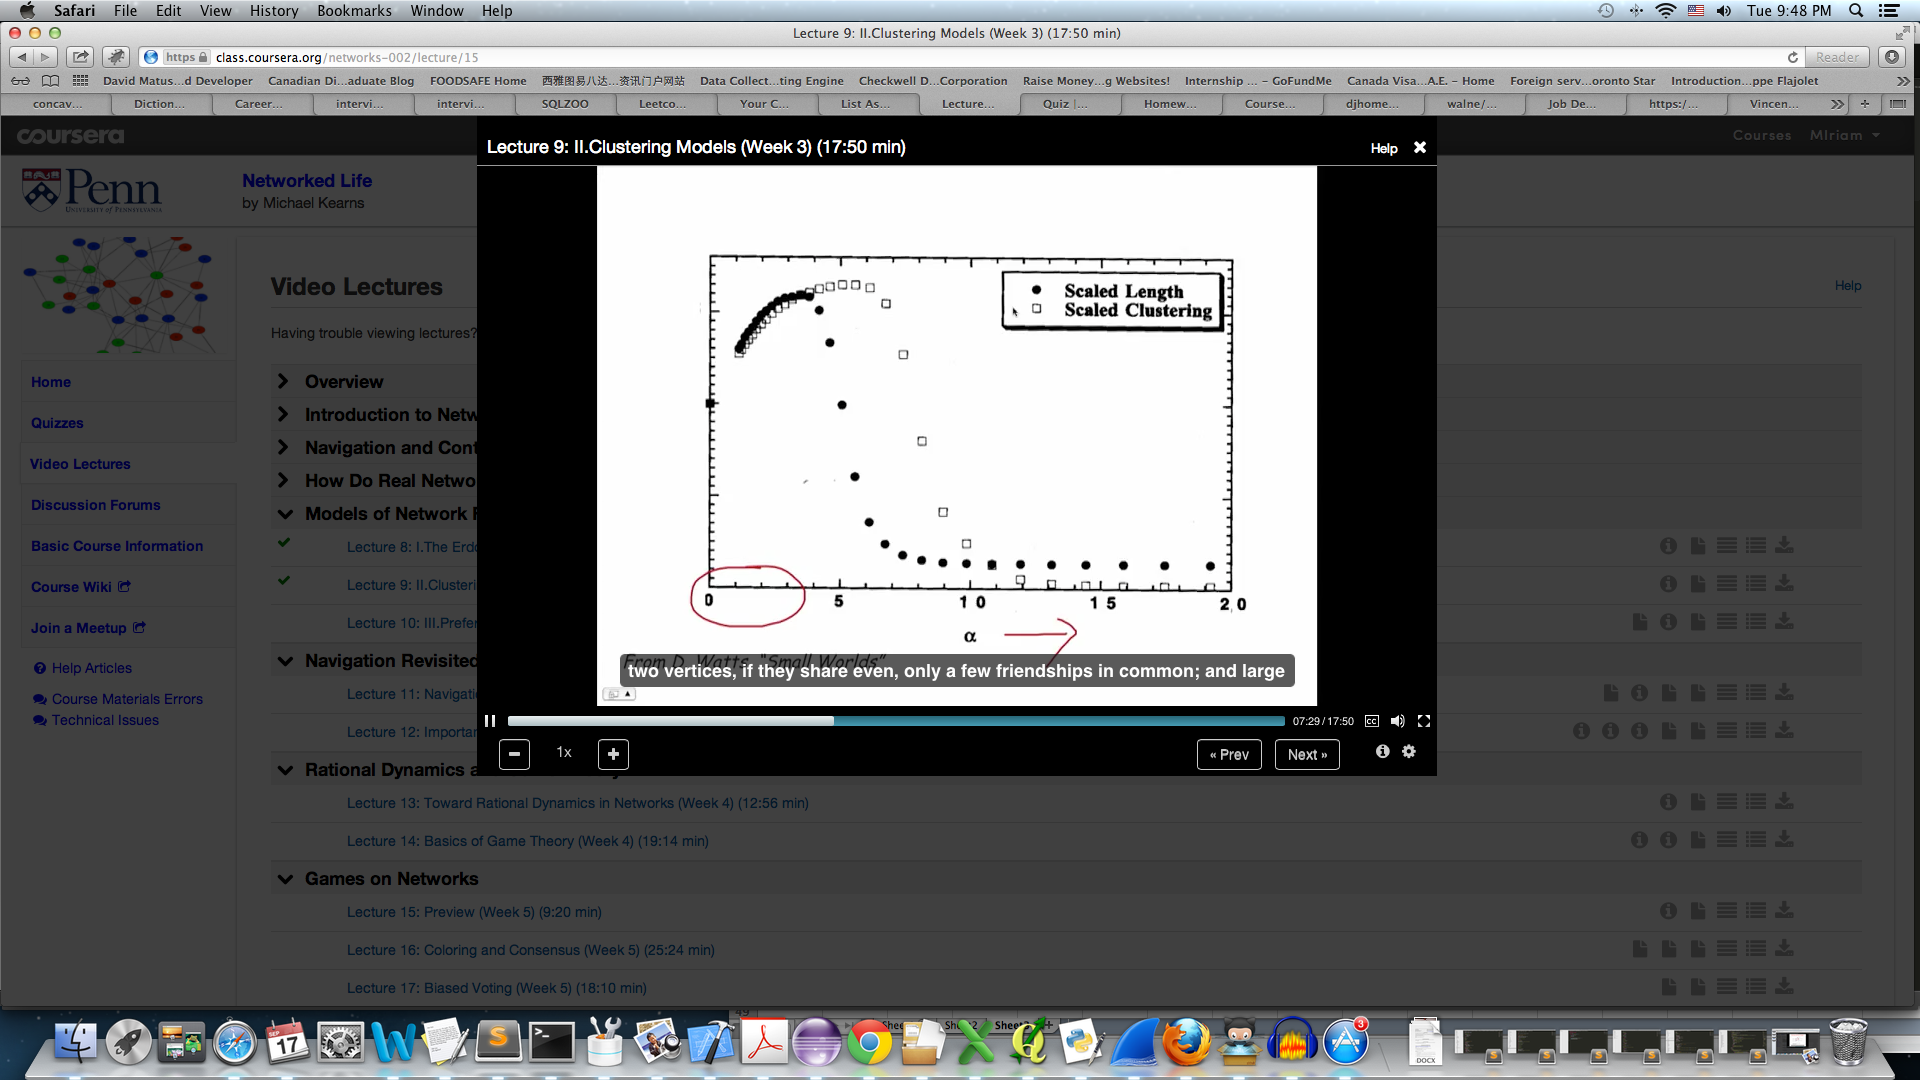 Safari File Edit View History Bookmarks Window Help Tue 9:48 PM
Lecture 9: II.Clustering Models (Week 3) (17:50 min)
https class.coursera.org/networks-002/lecture/15 Reader
David Matus...d Developer Canadian Di...aduate Blog FOODSAFE Home 西雅图易八达...资讯门户网站 Data Collect...ting Engine Checkwell D...Corporation Raise Money...g Websites! Internship ... – GoFundMe Canada Visa...A.E. – Home Foreign serv...oronto Star Introduction...ppe Flajolet
concav... Diction... Career... intervi... intervi... SQLZOO Leetco... Your C... List As... Lecture... Quiz |... Homew... Course... djhome... walne/... Job De... https:/... Vincen...
coursera Courses MIriam
Lecture 9: II.Clustering Models (Week 3) (17:50 min) Help
Penn
UNIVERSITY of PENNSYLVANIA
Networked Life
by Michael Kearns
Video Lectures
Help
Having trouble viewing lectures?
Home
Quizzes
Video Lectures
Discussion Forums
Basic Course Information
Course Wiki
Join a Meetup
Help Articles
Course Materials Errors
Technical Issues
Overview
Introduction to Netw
Navigation and Cont
How Do Real Netwo
Models of Network F
Lecture 8: I.The Erdo
Lecture 9: II.Clusteri
Lecture 10: III.Prefer
Navigation Revisited
Lecture 11: Navigati
Lecture 12: Importan
Rational Dynamics a
Lecture 13: Toward Rational Dynamics in Networks (Week 4) (12:56 min)
Lecture 14: Basics of Game Theory (Week 4) (19:14 min)
Games on Networks
Lecture 15: Preview (Week 5) (9:20 min)
Lecture 16: Coloring and Consensus (Week 5) (25:24 min)
Lecture 17: Biased Voting (Week 5) (18:10 min)
Scaled Length
Scaled Clustering
0 5 10 15 20
α
From D. Watts, "Small Worlds"
two vertices, if they share even, only a few friendships in common; and large
07:29 / 17:50 CC
1x « Prev Next »
SEP
17
3
DOCX